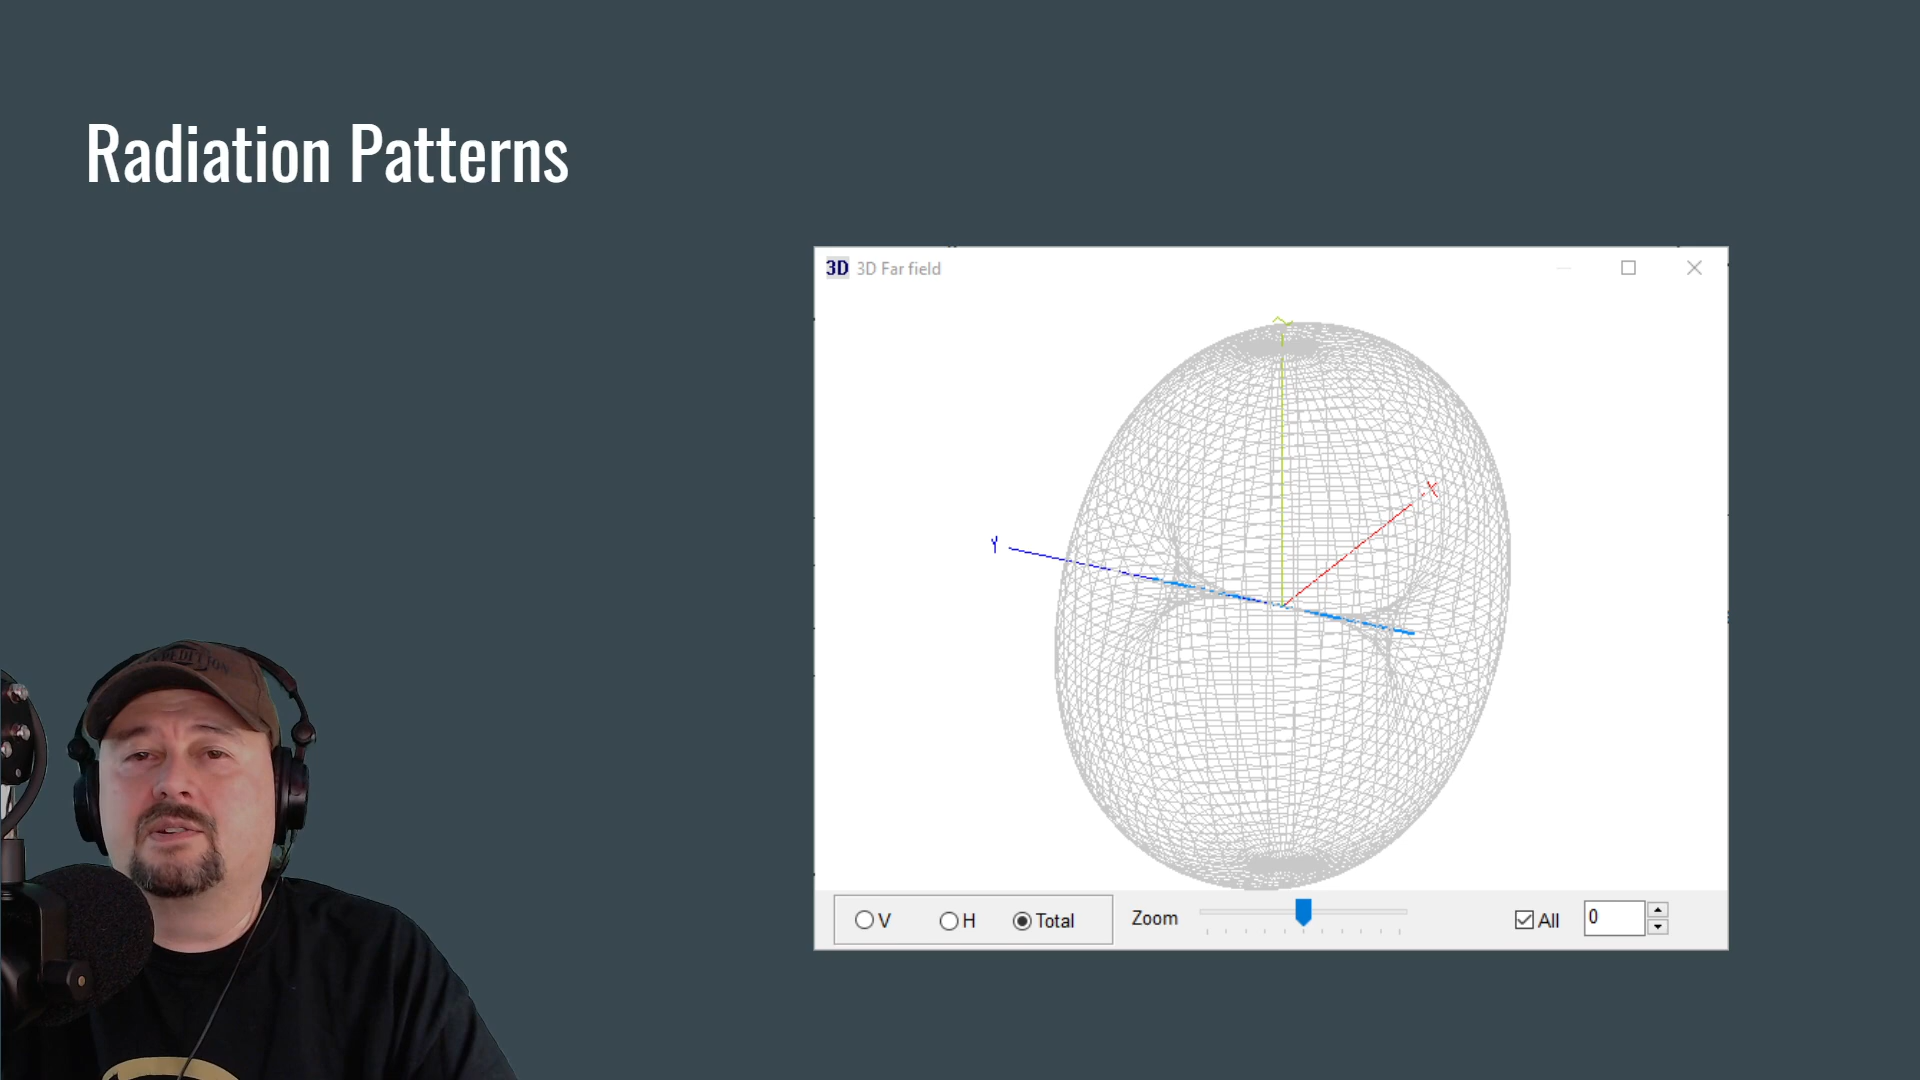 Radiation Patterns
3D 3D Far field
X
Y
V H Total Zoom All 0